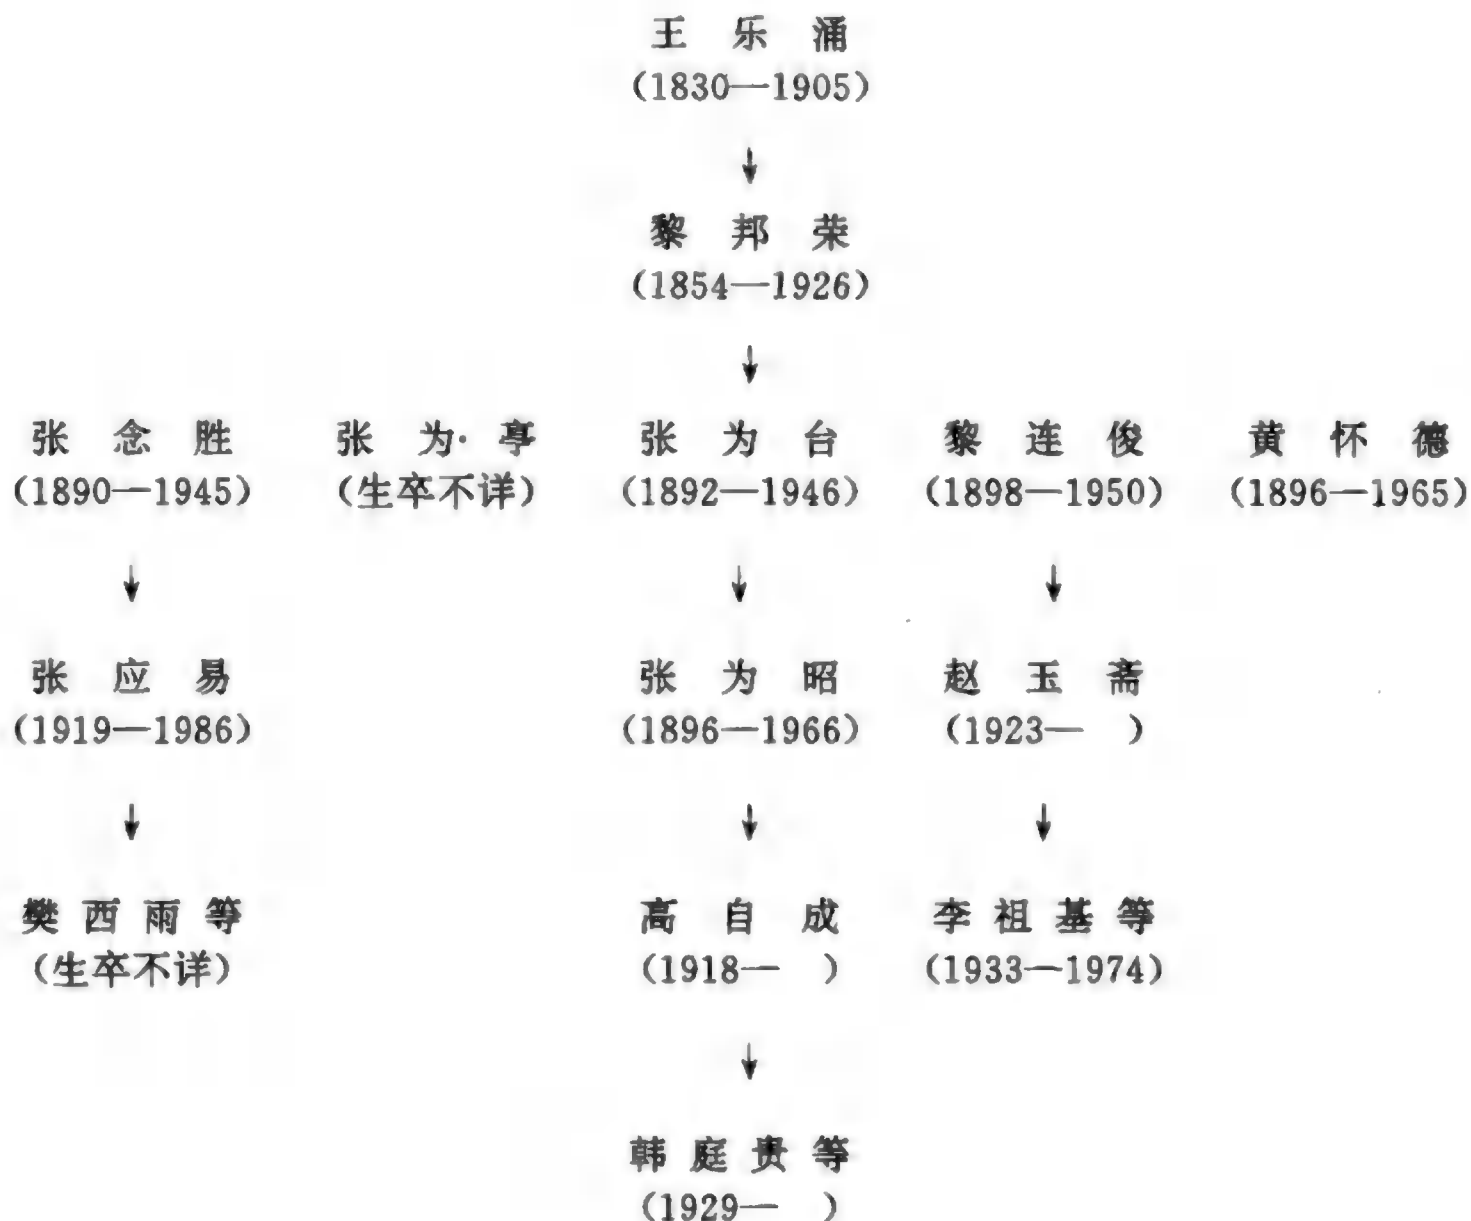 王 乐 涌
(1830—1905)
↓
黎 邦 荣
(1854—1926)
↓
张 念 胜 张 为· 亭 张 为 台 黎 连 俊 黄 怀 德
(1890—1945) (生卒不详) (1892—1946) (1898—1950) (1896—1965)
↓ ↓ ↓
张 应 易 张 为 昭 赵 玉 斋
(1919—1986) (1896—1966) (1923— )
↓ ↓ ↓
樊 西 雨 等 高 自 成 李 祖 基 等
(生卒不详) (1918— ) (1933—1974)
↓
韩 庭 贵 等
(1929— )